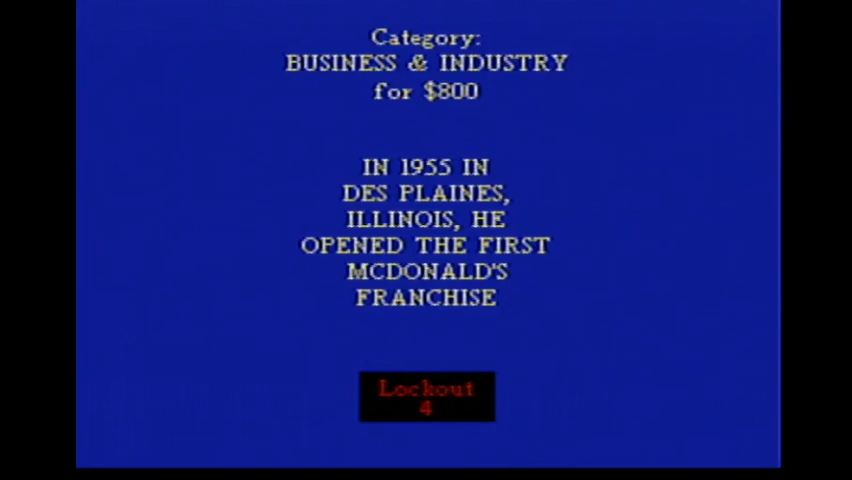 Category:
BUSINESS & INDUSTRY
for $800
IN 1955 IN
DES PLAINES,
ILLINOIS, HE
OPENED THE FIRST
MCDONALD'S
FRANCHISE
Lockout
4